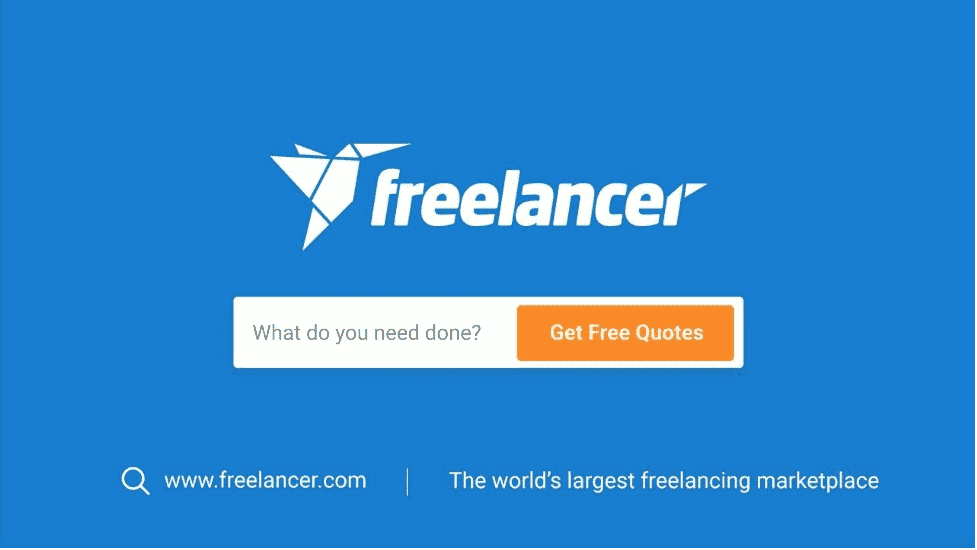 freelancer
What do you need done? Get Free Quotes
www.freelancer.com | The world's largest freelancing marketplace